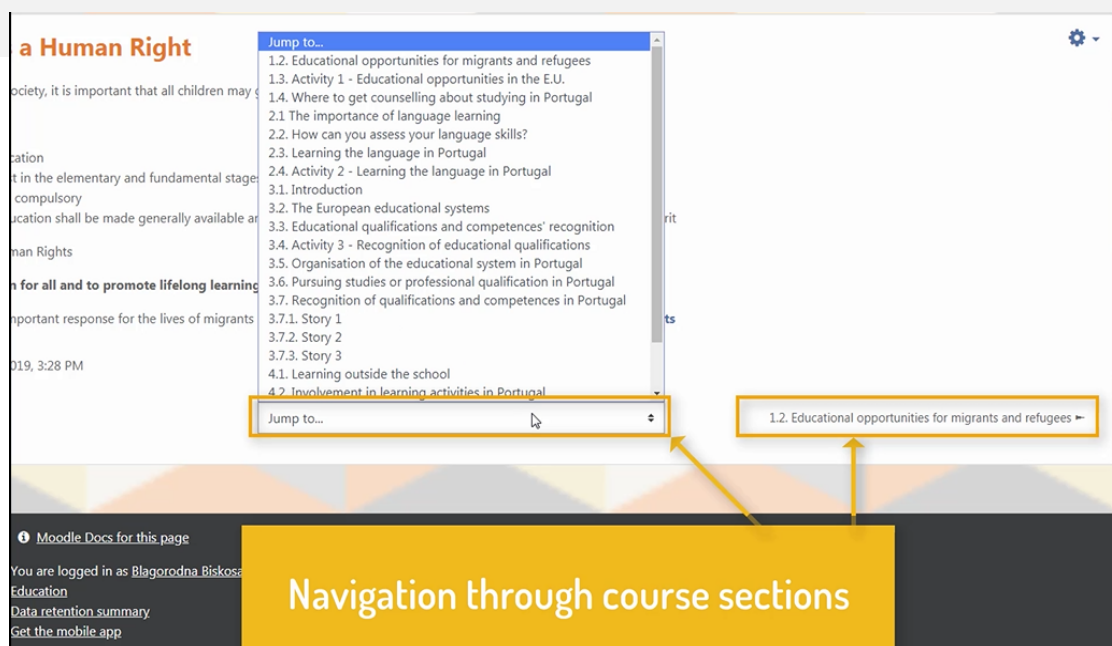 a Human Right
ociety, it is important that all children may
cation
t in the elementary and fundamental stage
compulsory
ucation shall be made generally available
rit
man Rights
n for all and to promote lifelong learning
portant response for the lives of migrants
ts
019, 3:28 PM
Jump to...
1.2. Educational opportunities for migrants and refugees
1.3. Activity 1 - Educational opportunities in the E.U.
1.4. Where to get counselling about studying in Portugal
2.1 The importance of language learning
2.2. How can you assess your language skills?
2.3. Learning the language in Portugal
2.4. Activity 2 - Learning the language in Portugal
3.1. Introduction
3.2. The European educational systems
3.3. Educational qualifications and competences' recognition
3.4. Activity 3 - Recognition of educational qualifications
3.5. Organisation of the educational system in Portugal
3.6. Pursuing studies or professional qualification in Portugal
3.7. Recognition of qualifications and competences in Portugal
3.7.1. Story 1
3.7.2. Story 2
3.7.3. Story 3
4.1. Learning outside the school
4.2. Involvement in learning activities in Portugal
Jump to...
1.2. Educational opportunities for migrants and refugees ►
Moodle Docs for this page
You are logged in as Blagorodna Biskosa
Education
Data retention summary
Get the mobile app
Navigation through course sections